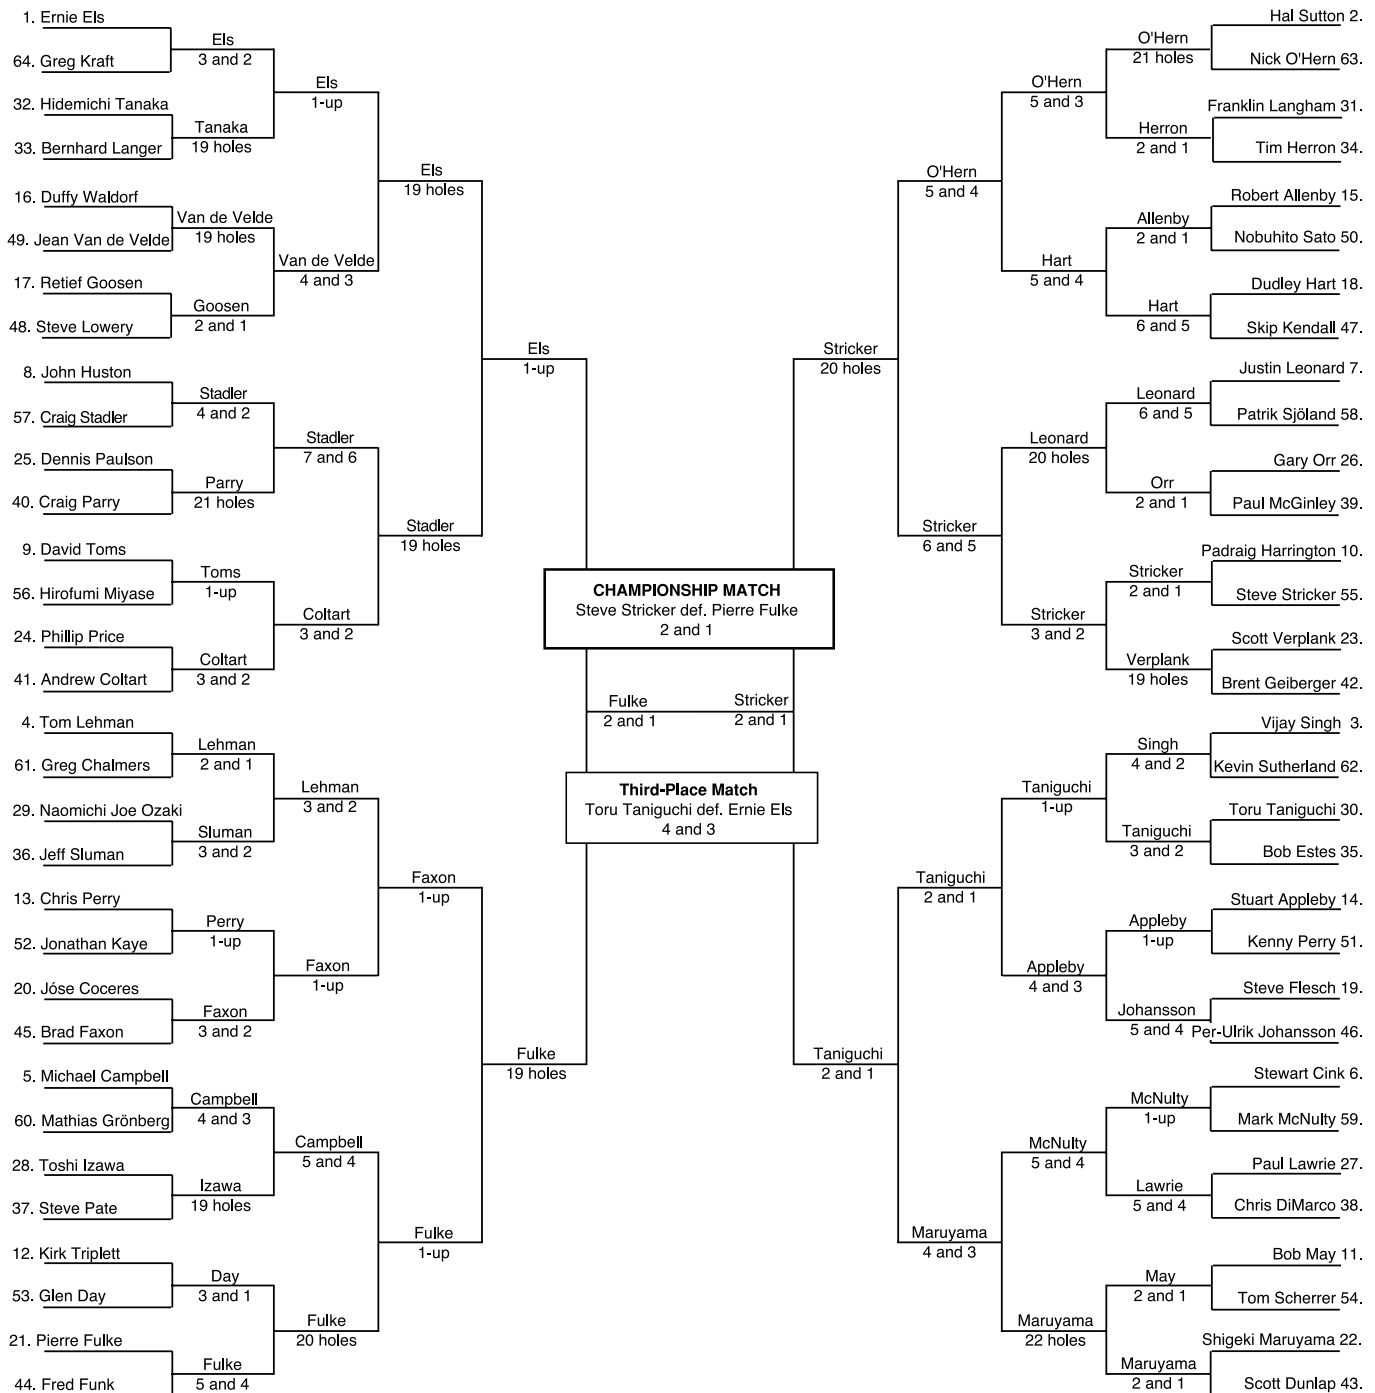 1. Ernie Els
64. Greg Kraft
32. Hidemichi Tanaka
33. Bernhard Langer
16. Duffy Waldorf
49. Jean Van de Velde
17. Retief Goosen
48. Steve Lowery
8. John Huston
57. Craig Stadler
25. Dennis Paulson
40. Craig Parry
9. David Toms
56. Hirofumi Miyase
24. Phillip Price
41. Andrew Coltart
4. Tom Lehman
61. Greg Chalmers
29. Naomichi Joe Ozaki
36. Jeff Sluman
13. Chris Perry
52. Jonathan Kaye
20. Jóse Coceres
45. Brad Faxon
5. Michael Campbell
60. Mathias Grönberg
28. Toshi Izawa
37. Steve Pate
12. Kirk Triplett
53. Glen Day
21. Pierre Fulke
44. Fred Funk
Els
3 and 2
Tanaka
19 holes
Van de Velde
19 holes
Goosen
2 and 1
Stadler
4 and 2
Parry
21 holes
Toms
1-up
Coltart
3 and 2
Lehman
2 and 1
Sluman
3 and 2
Perry
1-up
Faxon
3 and 2
Campbell
4 and 3
Izawa
19 holes
Day
3 and 1
Fulke
5 and 4
Els
1-up
Van de Velde
4 and 3
Stadler
7 and 6
Coltart
3 and 2
Lehman
3 and 2
Faxon
1-up
Campbell
5 and 4
Fulke
20 holes
Els
19 holes
Stadler
19 holes
Faxon
1-up
Fulke
1-up
Els
1-up
Fulke
19 holes
CHAMPIONSHIP MATCH
Steve Stricker def. Pierre Fulke
2 and 1
Fulke
2 and 1
Stricker
2 and 1
Third-Place Match
Toru Taniguchi def. Ernie Els
4 and 3
Stricker
20 holes
Taniguchi
2 and 1
O'Hern
5 and 4
Stricker
6 and 5
Taniguchi
2 and 1
Maruyama
4 and 3
O'Hern
5 and 3
Hart
5 and 4
Leonard
20 holes
Stricker
3 and 2
Taniguchi
1-up
Appleby
4 and 3
McNulty
5 and 4
Maruyama
22 holes
O'Hern
21 holes
Herron
2 and 1
Allenby
2 and 1
Hart
6 and 5
Leonard
6 and 5
Orr
2 and 1
Stricker
2 and 1
Verplank
19 holes
Singh
4 and 2
Taniguchi
3 and 2
Appleby
1-up
Johansson
5 and 4
McNulty
1-up
Lawrie
5 and 4
May
2 and 1
Maruyama
2 and 1
Hal Sutton 2.
Nick O'Hern 63.
Franklin Langham 31.
Tim Herron 34.
Robert Allenby 15.
Nobuhito Sato 50.
Dudley Hart 18.
Skip Kendall 47.
Justin Leonard 7.
Patrik Sjöland 58.
Gary Orr 26.
Paul McGinley 39.
Padraig Harrington 10.
Steve Stricker 55.
Scott Verplank 23.
Brent Geiberger 42.
Vijay Singh 3.
Kevin Sutherland 62.
Toru Taniguchi 30.
Bob Estes 35.
Stuart Appleby 14.
Kenny Perry 51.
Steve Flesch 19.
Per-Ulrik Johansson 46.
Stewart Cink 6.
Mark McNulty 59.
Paul Lawrie 27.
Chris DiMarco 38.
Bob May 11.
Tom Scherrer 54.
Shigeki Maruyama 22.
Scott Dunlap 43.